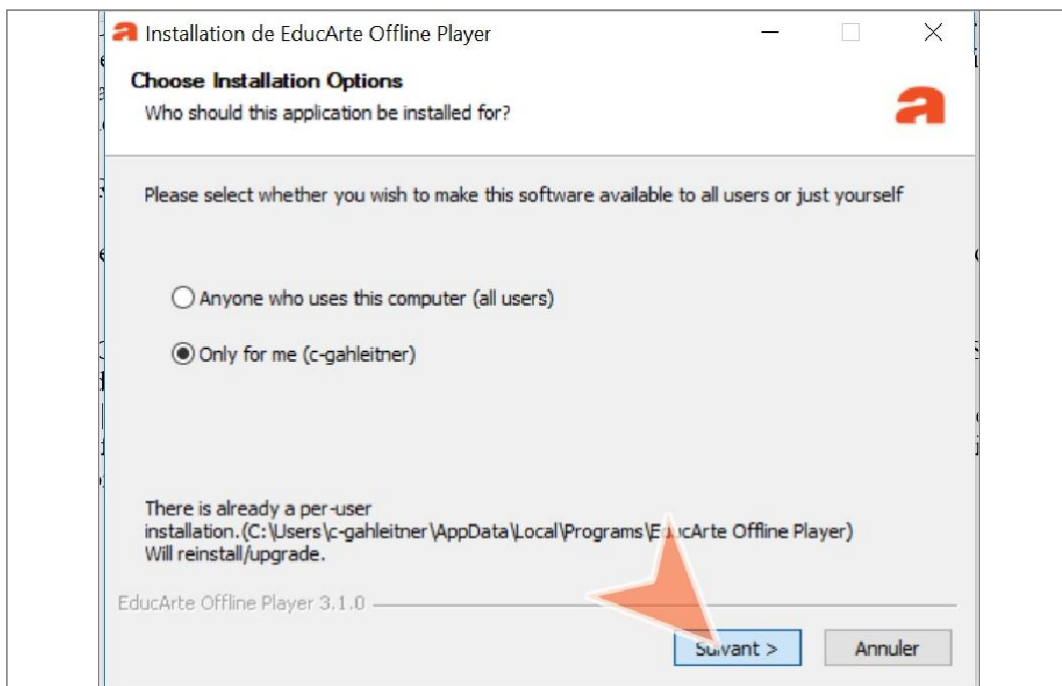 Installation de EducArte Offline Player
Choose Installation Options
Who should this application be installed for?
Please select whether you wish to make this software available to all users or just yourself
Anyone who uses this computer (all users)
Only for me (c-gahleitner)
There is already a per-user
installation.(C:\Users\c-gahleitner\AppData\Local\Programs\EducArte Offline Player)
Will reinstall/upgrade.
EducArte Offline Player 3.1.0
Suivant >
Annuler